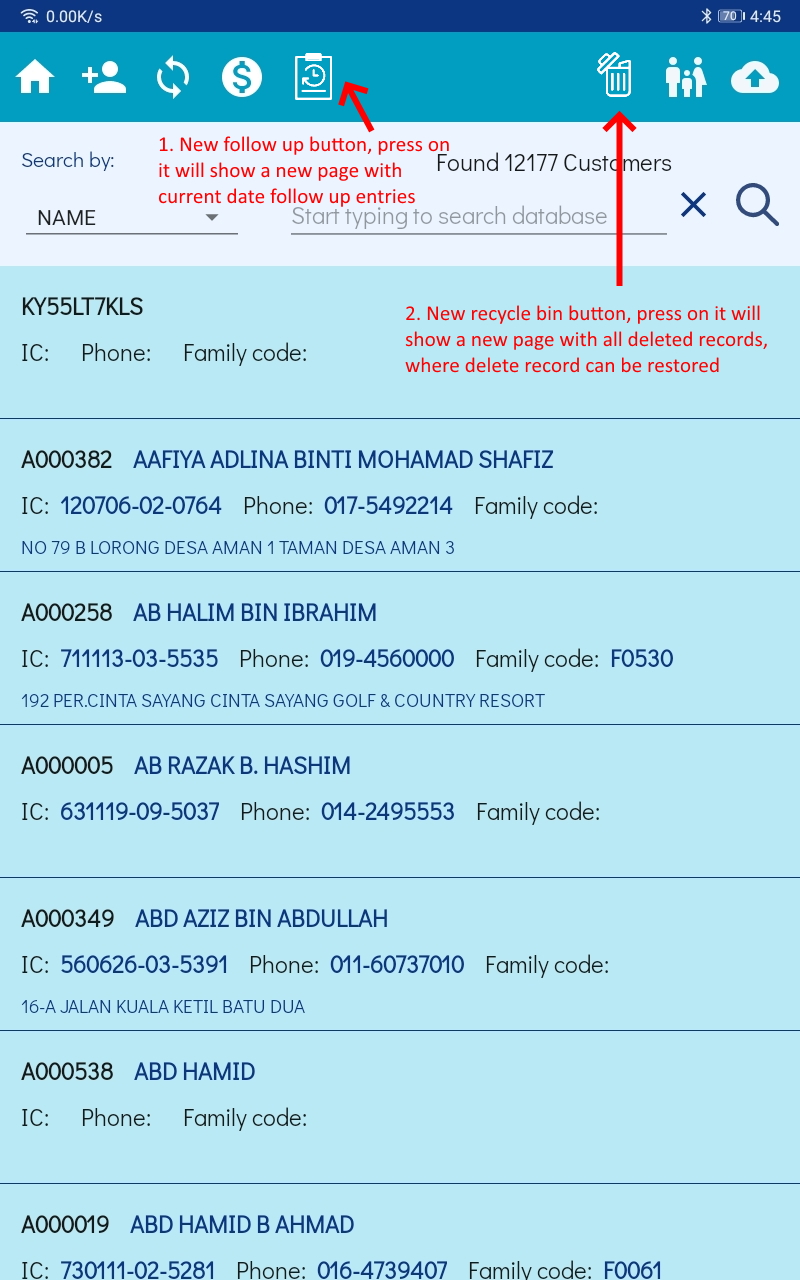 0.00K/s 70 4:45
1. New follow up button, press on
it will show a new page with
current date follow up entries
Search by:
Found 12177 Customers
NAME
Start typing to search database
2. New recycle bin button, press on it will
show a new page with all deleted records,
where delete record can be restored
KY55LT7KLS
IC: Phone: Family code:
A000382 AAFIYA ADLINA BINTI MOHAMAD SHAFIZ
IC: 120706-02-0764 Phone: 017-5492214 Family code:
NO 79 B LORONG DESA AMAN 1 TAMAN DESA AMAN 3
A000258 AB HALIM BIN IBRAHIM
IC: 711113-03-5535 Phone: 019-4560000 Family code: F0530
192 PER.CINTA SAYANG CINTA SAYANG GOLF & COUNTRY RESORT
A000005 AB RAZAK B. HASHIM
IC: 631119-09-5037 Phone: 014-2495553 Family code:
A000349 ABD AZIZ BIN ABDULLAH
IC: 560626-03-5391 Phone: 011-60737010 Family code:
16-A JALAN KUALA KETIL BATU DUA
A000538 ABD HAMID
IC: Phone: Family code:
A000019 ABD HAMID B AHMAD
IC: 730111-02-5281 Phone: 016-4739407 Family code: F0061